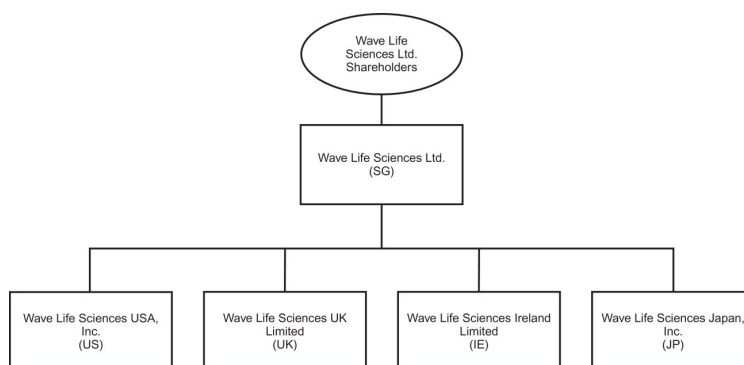 Wave Life
Sciences Ltd.
Shareholders
Wave Life Sciences Ltd.
(SG)
Wave Life Sciences USA,
Inc.
(US)
Wave Life Sciences UK
Limited
(UK)
Wave Life Sciences Ireland
Limited
(IE)
Wave Life Sciences Japan,
Inc.
(JP)